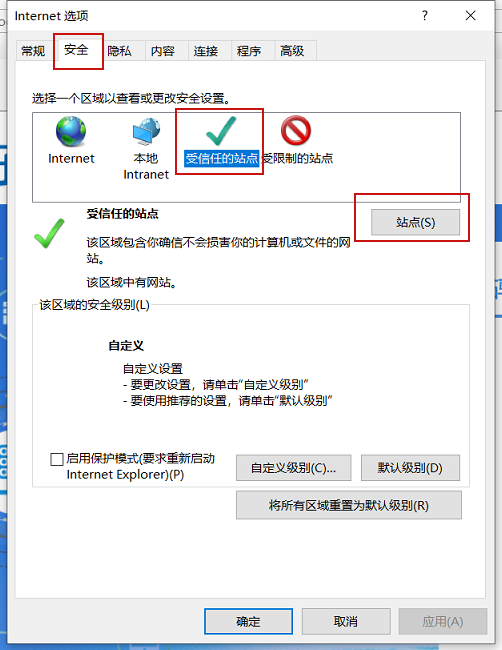 Internet 选项
?
常规 安全 隐私 内容 连接 程序 高级
选择一个区域以查看或更改安全设置。
Internet
本地
Intranet
受信任的站点
受限制的站点
受信任的站点
站点(S)
该区域包含你确信不会损害你的计算机或文件的网
站。
该区域中有网站。
该区域的安全级别(L)
自定义
自定义设置
- 要更改设置，请单击"自定义级别"
- 要使用推荐的设置，请单击"默认级别"
启用保护模式(要求重新启动
Internet Explorer)(P)
自定义级别(C)...
默认级别(D)
将所有区域重置为默认级别(R)
确定
取消
应用(A)